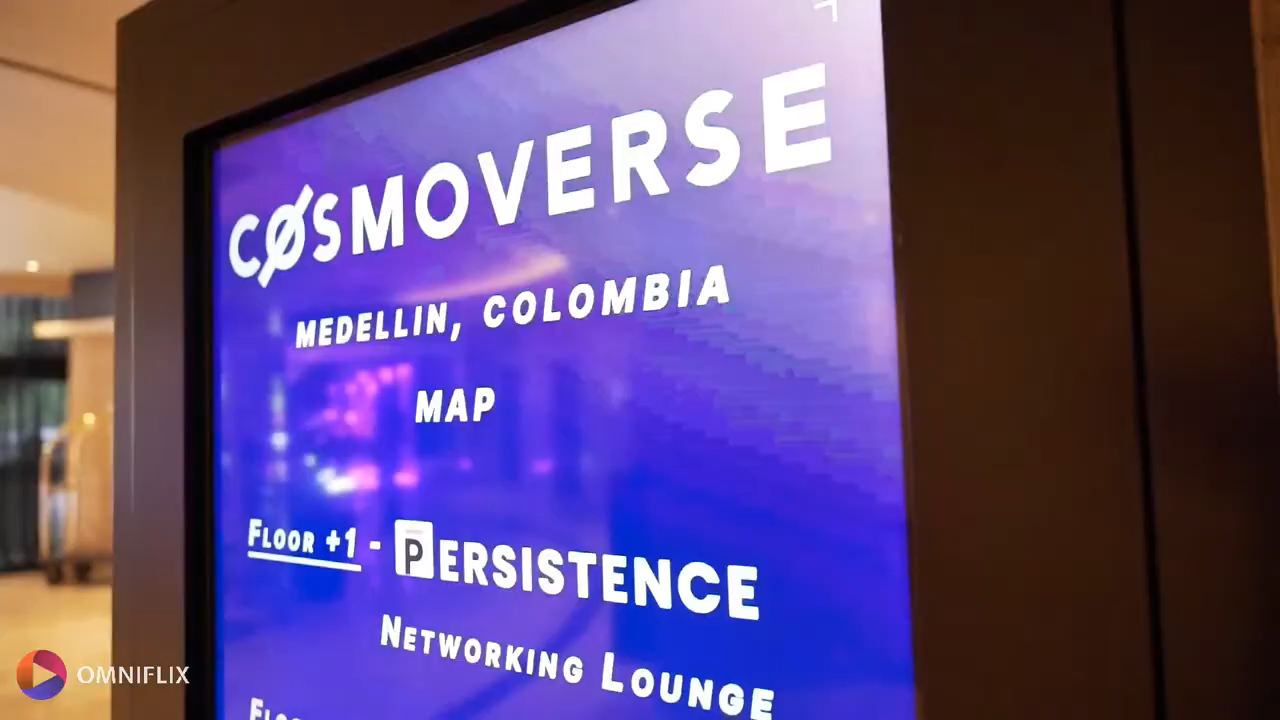 CØSMOVERSE
MEDELLIN, COLOMBIA
MAP
FLOOR +1 - PERSISTENCE
NETWORKING LOUNGE
OMNIFLIX